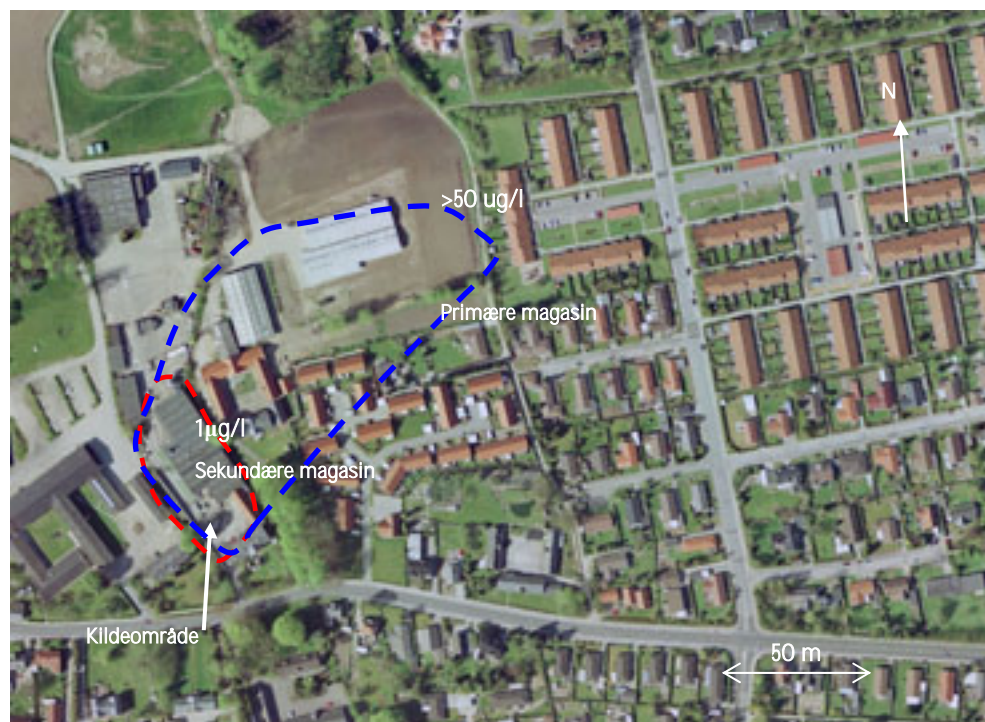 N
>50 ug/l
Primære magasin
1µg/l
Sekundære magasin
Kildeområde
50 m